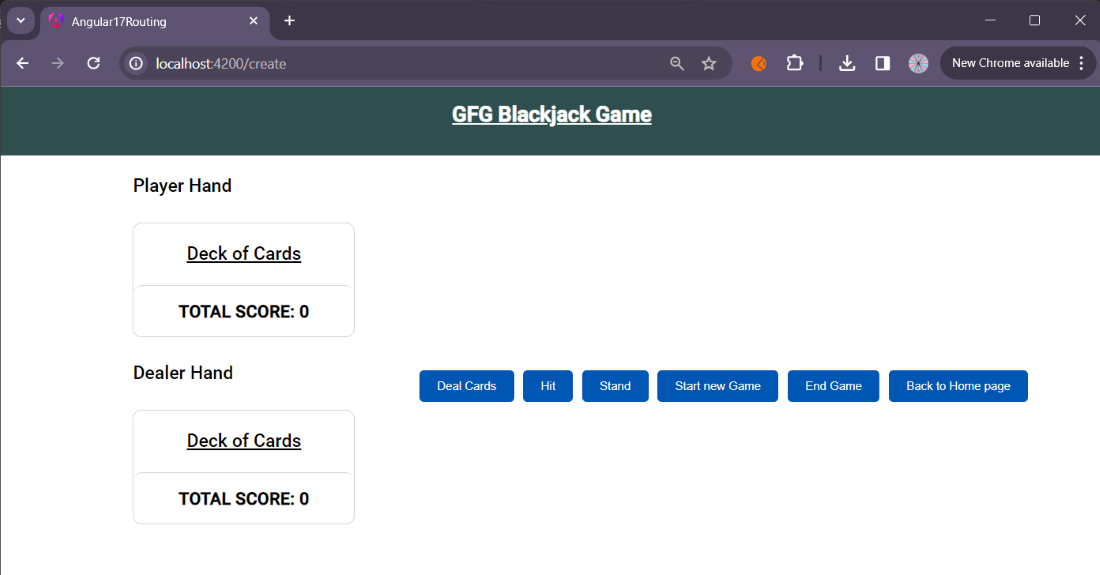 Angular17Routing
localhost:4200/create
New Chrome available
GFG Blackjack Game
Player Hand
Deck of Cards
TOTAL SCORE: 0
Dealer Hand
Deal Cards Hit Stand Start new Game End Game Back to Home page
Deck of Cards
TOTAL SCORE: 0